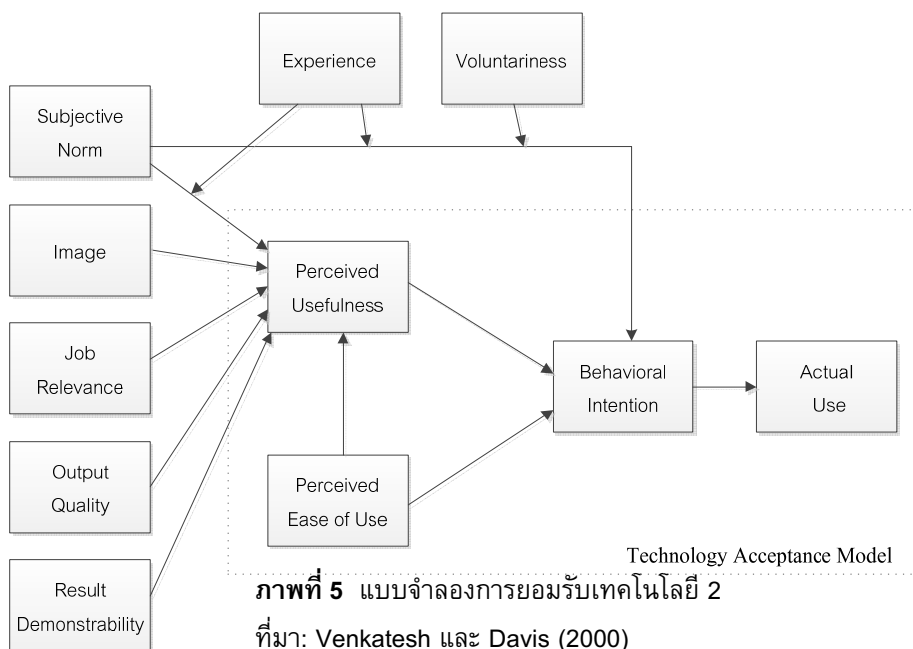 Experience
Voluntariness
Subjective
Norm
Image
Perceived
Usefulness
Job
Relevance
Behavioral
Intention
Actual
Use
Output
Quality
Perceived
Ease of Use
Technology Acceptance Model
Result
Demonstrability
ภาพที่ 5 แบบจำลองการยอมรับเทคโนโลยี 2
ที่มา: Venkatesh และ Davis (2000)